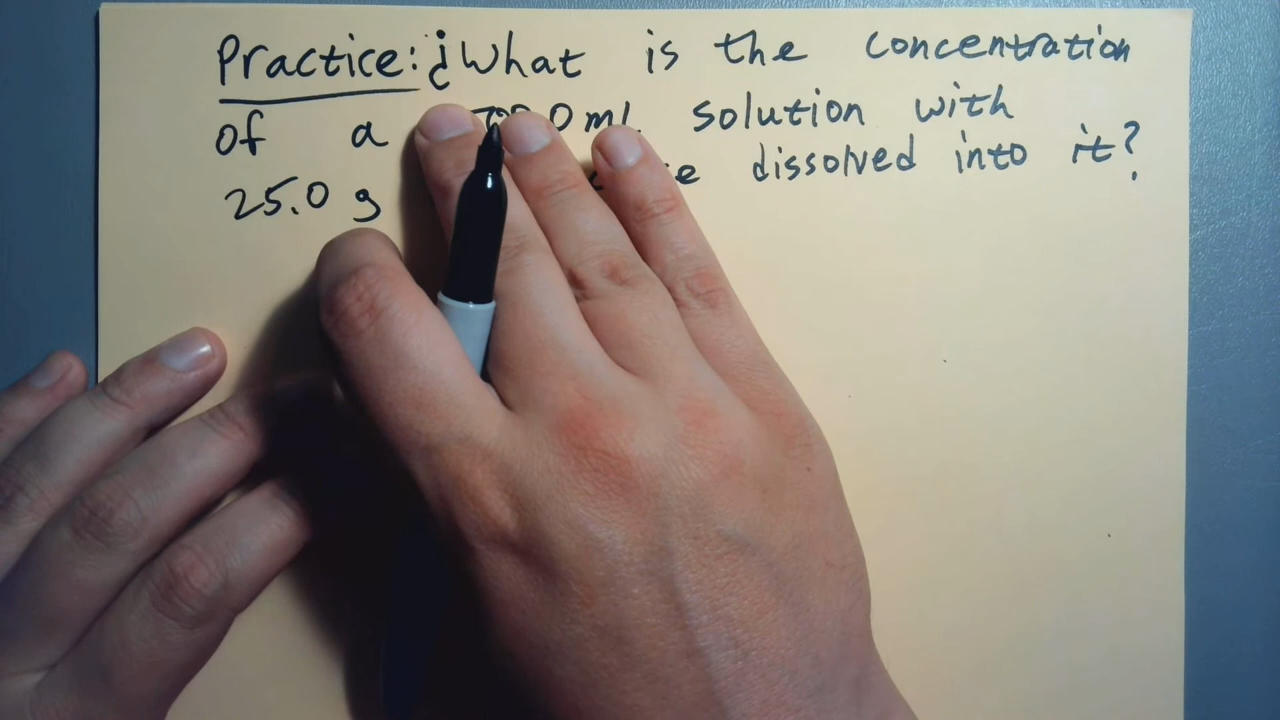 Practice: ¿What is the concentration
of a mL solution with
25.0 g dissolved into it?